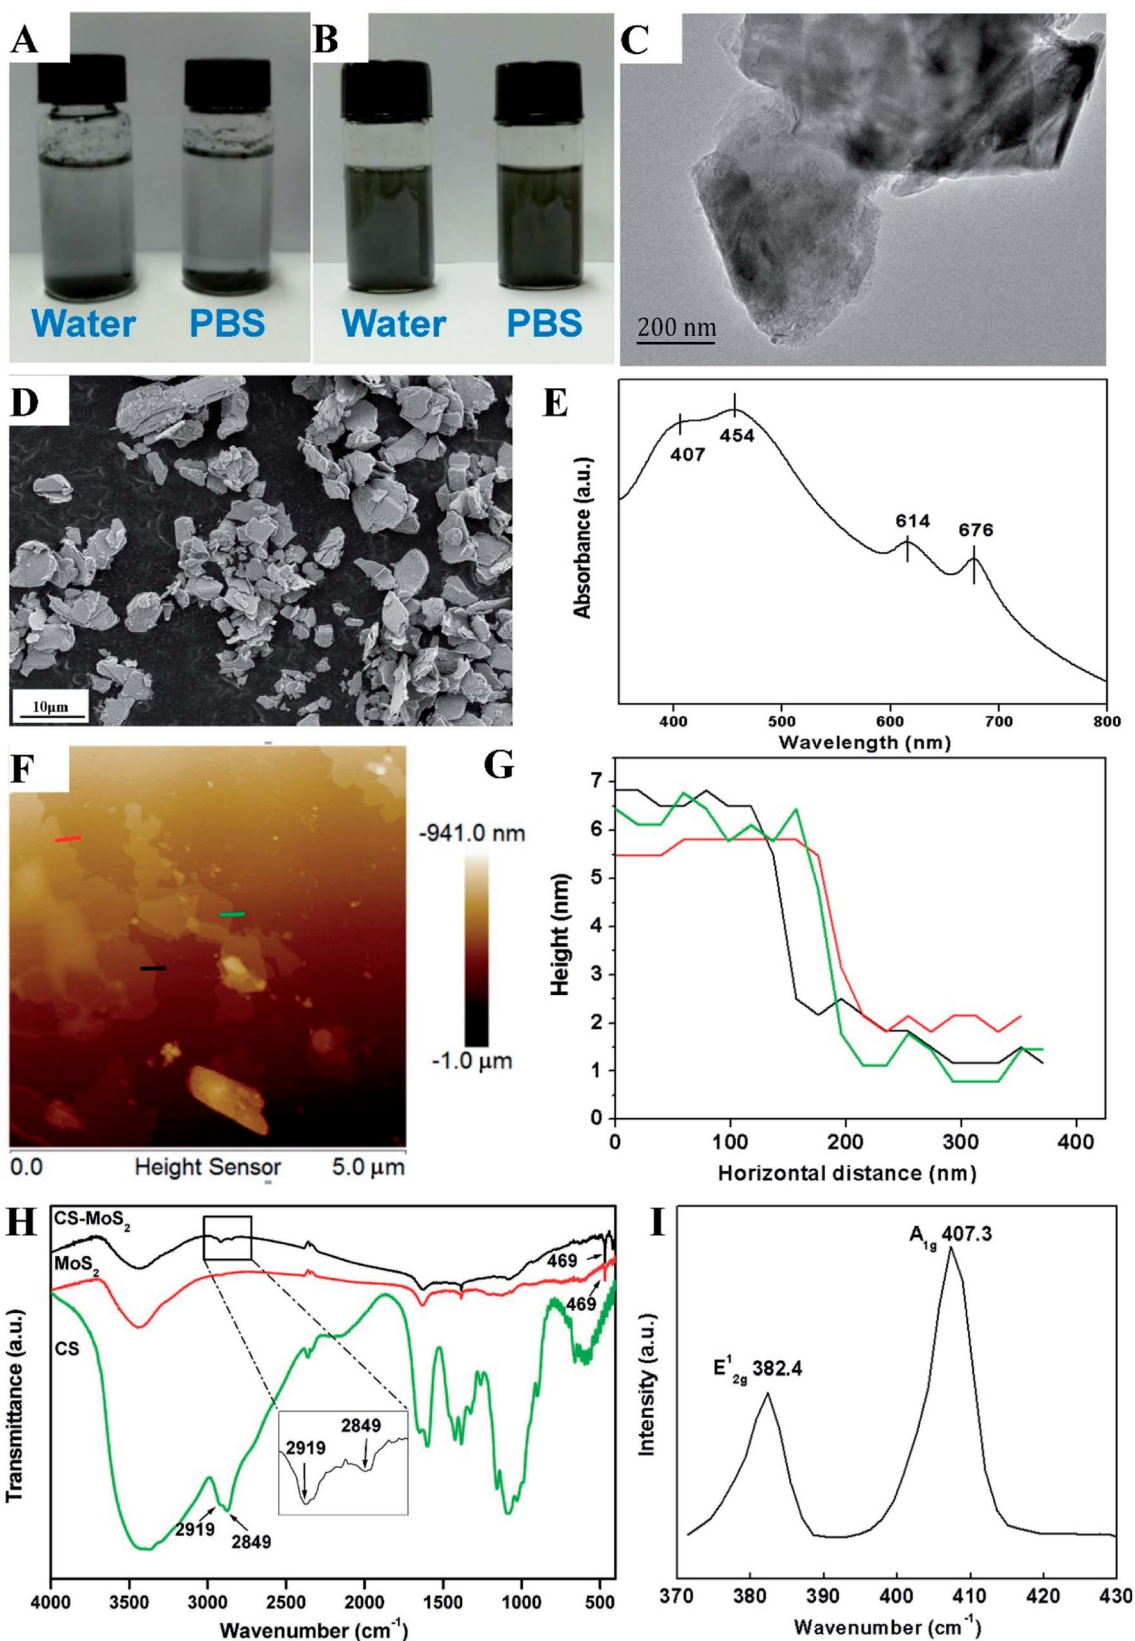 A
Water
PBS
B
Water
PBS
C
200 nm
D
10μm
E
Absorbance (a.u.)
407
454
614
676
400
500
600
700
800
Wavelength (nm)
F
-941.0 nm
-1.0 μm
0.0
Height Sensor
5.0 μm
G
Height (nm)
7
6
5
4
3
2
1
0
0
100
200
300
400
Horizontal distance (nm)
H
Transmittance (a.u.)
CS-MoS₂
MoS₂
CS
469
469
2919
2849
2919
2849
4000
3500
3000
2500
2000
1500
1000
500
Wavenumber (cm⁻¹)
I
Intensity (a.u.)
E¹₂g 382.4
A₁g 407.3
370
380
390
400
410
420
430
Wavenumber (cm⁻¹)